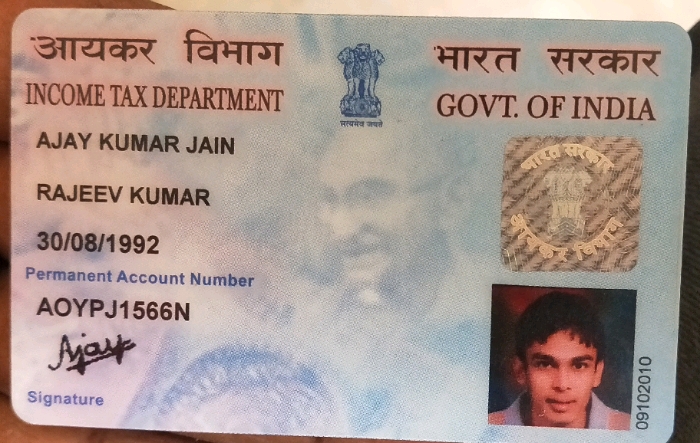 आयकर विभाग
भारत सरकार
INCOME TAX DEPARTMENT
GOVT. OF INDIA
सत्यमेव जयते
AJAY KUMAR JAIN
RAJEEV KUMAR
30/08/1992
Permanent Account Number
AOYPJ1566N
Ajay
Signature
भारत सरकार
आयकर विभाग
09102010